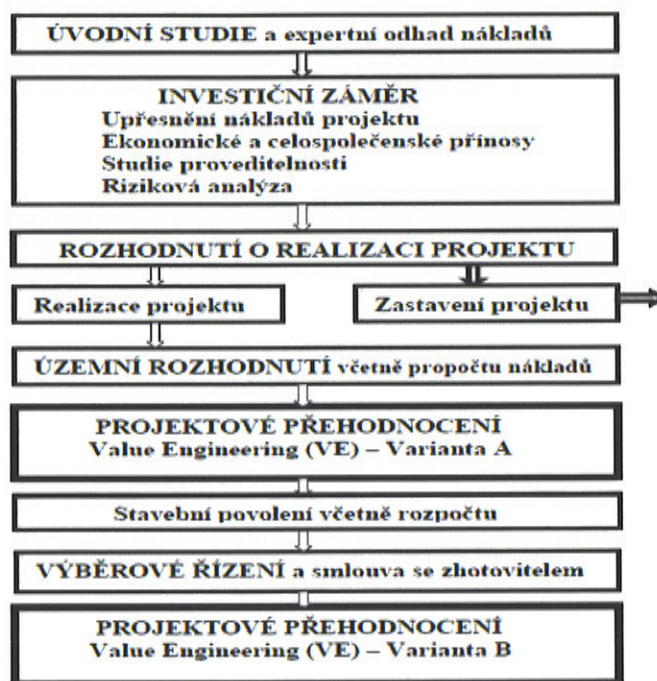 ÚVODNÍ STUDIE a expertní odhad nákladů
INVESTIČNÍ ZÁMĚR
Upřesnění nákladů projektu
Ekonomické a celospolečenské přínosy
Studie proveditelnosti
Riziková analýza
ROZHODNUTÍ O REALIZACI PROJEKTU
Realizace projektu
Zastavení projektu
ÚZEMNÍ ROZHODNUTÍ včetně propočtu nákladů
PROJEKTOVÉ PŘEHODNOCENÍ
Value Engineering (VE) – Varianta A
Stavební povolení včetně rozpočtu
VÝBĚROVÉ ŘÍZENÍ a smlouva se zhotovitelem
PROJEKTOVÉ PŘEHODNOCENÍ
Value Engineering (VE) – Varianta B